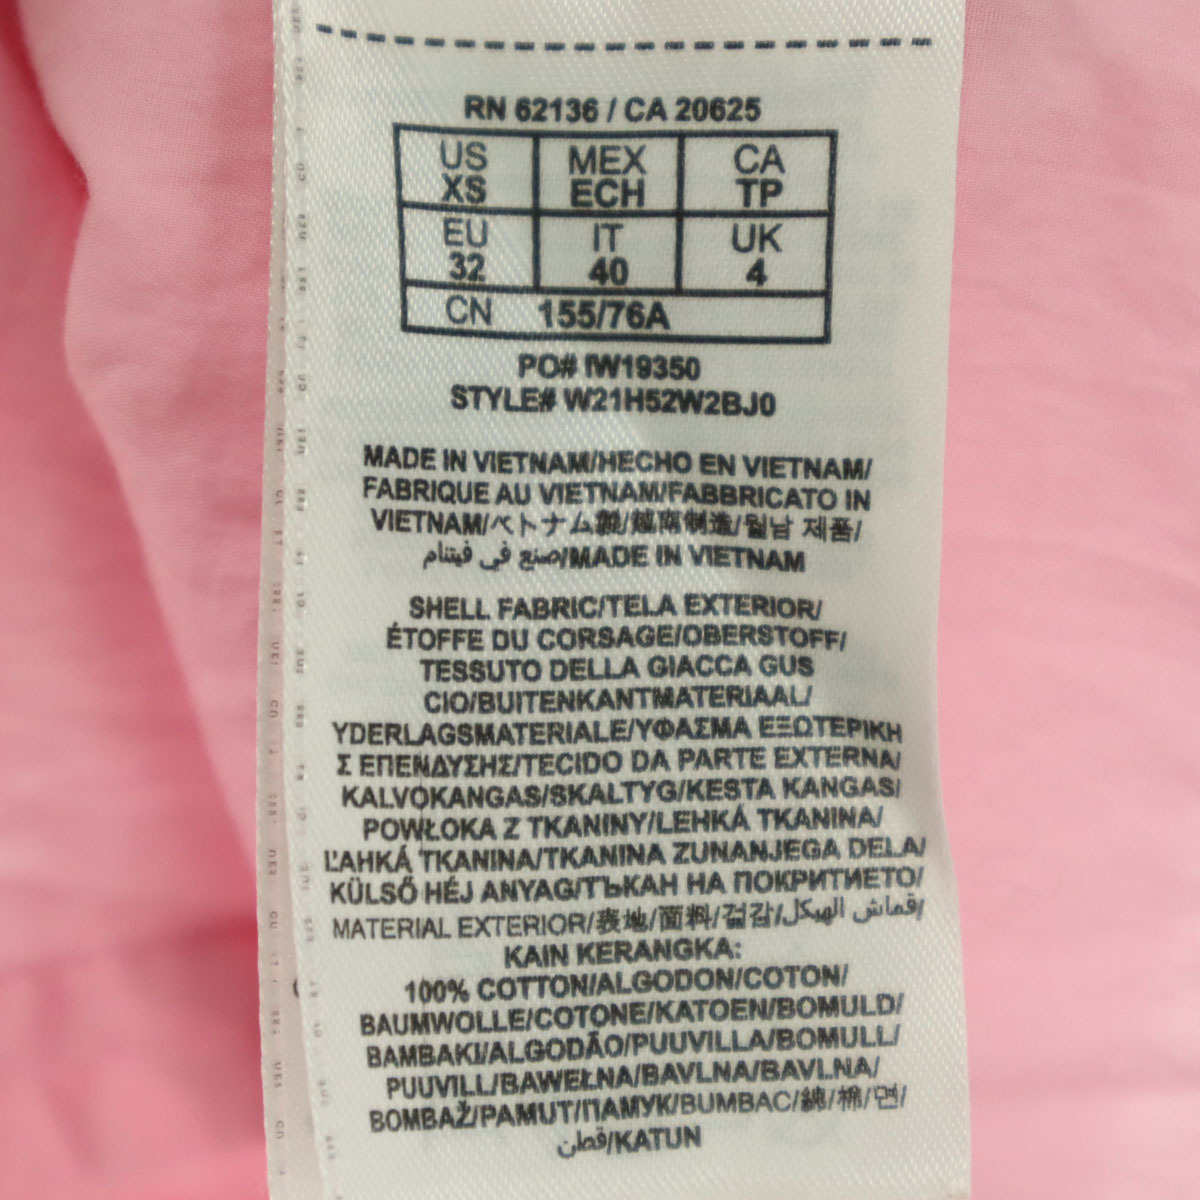 RN 62136 / CA 20625
US MEX CA
XS ECH TP
EU IT UK
32 40 4
CN 155/76A
PO# IW19350
STYLE# W21H52W2BJ0
MADE IN VIETNAM/HECHO EN VIETNAM/
FABRIQUE AU VIETNAM/FABBRICATO IN
VIETNAM/ベトナム製/越南制造/월남 제품/
صنع في فيتنام/MADE IN VIETNAM
SHELL FABRIC/TELA EXTERIOR/
ÉTOFFE DU CORSAGE/OBERSTOFF/
TESSUTO DELLA GIACCA GUS
CIO/BUITENKANTMATERIAAL/
YDERLAGSMATERIALE/ΥΦΑΣΜΑ ΕΞΩΤΕΡΙΚΗ
Σ ΕΠΕΝΔΥΣΗΣ/TECIDO DA PARTE EXTERNA/
KALVOKANGAS/SKALTYG/KESTA KANGAS/
POWŁOKA Z TKANINY/LEHKÁ TKANINA/
ĽAHKÁ TKANINA/TKANINA ZUNANJEGA DELA/
KÜLSŐ HÉJ ANYAG/ТЪКАН НА ПОКРИТИЕТО/
MATERIAL EXTERIOR/表地/面料/겉감/قماش الهيكل/
KAIN KERANGKA:
100% COTTON/ALGODON/COTON/
BAUMWOLLE/COTONE/KATOEN/BOMULD/
BAMBAKI/ALGODÃO/PUUVILLA/BOMULL/
PUUVILL/BAWEŁNA/BAVLNA/BAVLNA/
BOMBAŽ/PAMUT/ПАМУК/BUMBAC/綿/棉/면/
قطن/KATUN